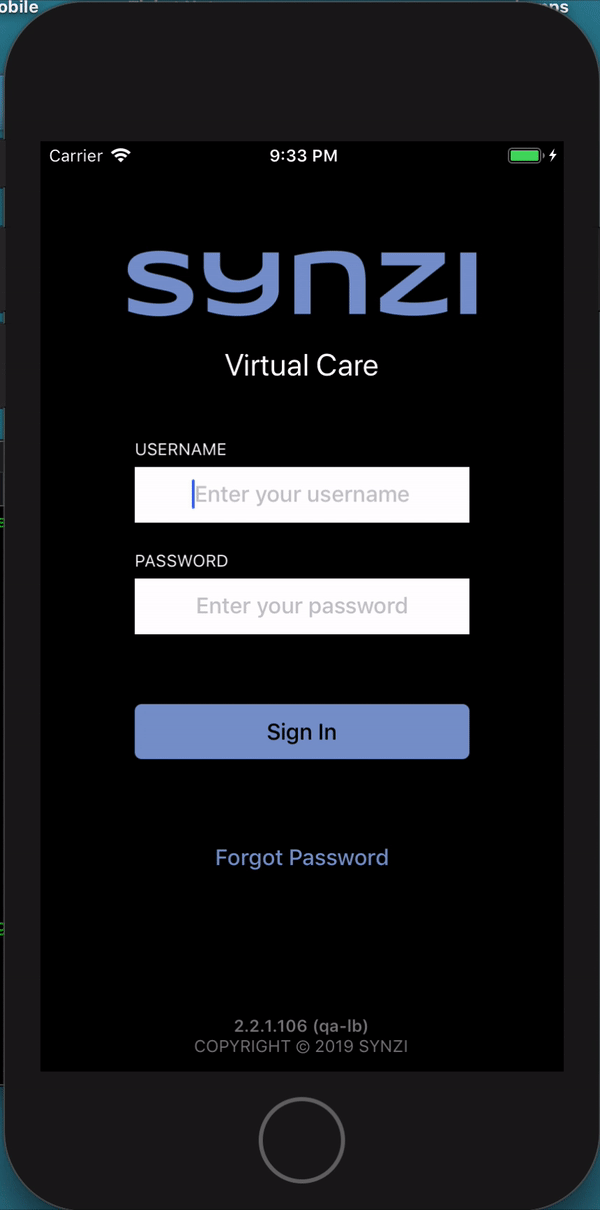 obile
Carrier
9:33 PM
synzi
Virtual Care
USERNAME
Enter your username
PASSWORD
Enter your password
Sign In
Forgot Password
2.2.1.106 (qa-lb)
COPYRIGHT © 2019 SYNZI